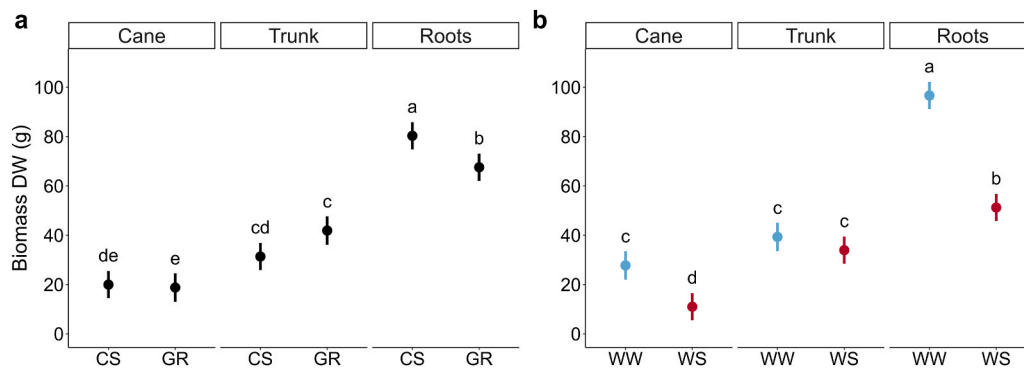 a
Cane Trunk Roots
Biomass DW (g)
100
80
60
40
20
0
de e cd c a b
CS GR CS GR CS GR
b
Cane Trunk Roots
100
80
60
40
20
0
c d c c a b
WW WS WW WS WW WS